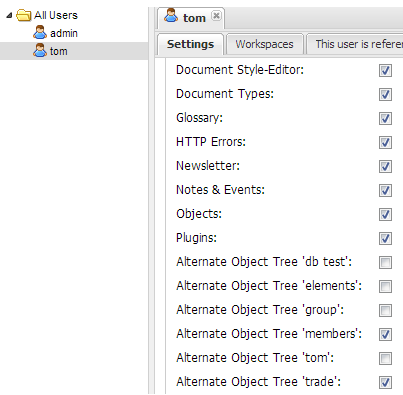 All Users
admin
tom
tom
Settings
Workspaces
This user is refere
Document Style-Editor:
Document Types:
Glossary:
HTTP Errors:
Newsletter:
Notes & Events:
Objects:
Plugins:
Alternate Object Tree 'db test':
Alternate Object Tree 'elements':
Alternate Object Tree 'group':
Alternate Object Tree 'members':
Alternate Object Tree 'tom':
Alternate Object Tree 'trade':